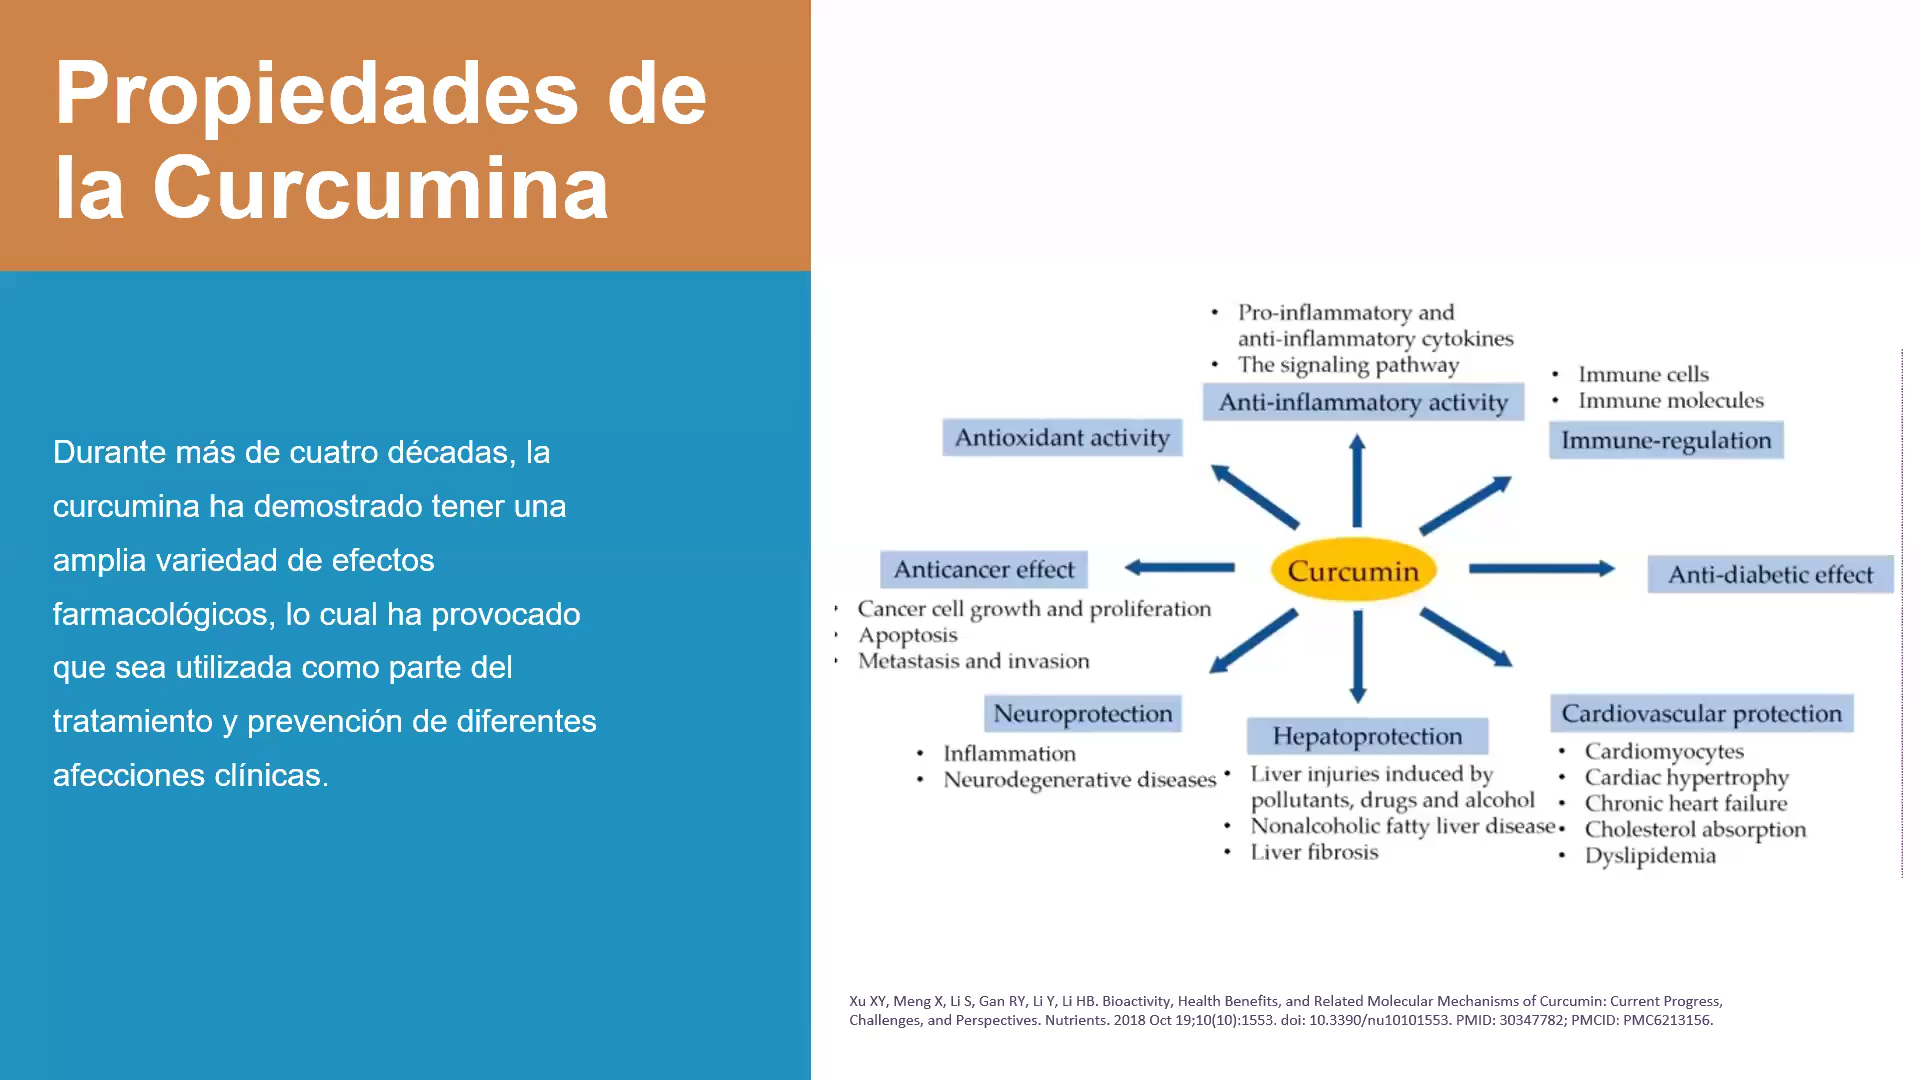 Propiedades de
la Curcumina
Durante más de cuatro décadas, la
curcumina ha demostrado tener una
amplia variedad de efectos
farmacológicos, lo cual ha provocado
que sea utilizada como parte del
tratamiento y prevención de diferentes
afecciones clínicas.
• Pro-inflammatory and
anti-inflammatory cytokines
• The signaling pathway
Anti-inflammatory activity
• Immune cells
• Immune molecules
Immune-regulation
Antioxidant activity
Anticancer effect
• Cancer cell growth and proliferation
• Apoptosis
• Metastasis and invasion
Curcumin
Anti-diabetic effect
Neuroprotection
• Inflammation
• Neurodegenerative diseases
Hepatoprotection
• Liver injuries induced by
pollutants, drugs and alcohol
• Nonalcoholic fatty liver disease
• Liver fibrosis
Cardiovascular protection
• Cardiomyocytes
• Cardiac hypertrophy
• Chronic heart failure
• Cholesterol absorption
• Dyslipidemia
Xu XY, Meng X, Li S, Gan RY, Li Y, Li HB. Bioactivity, Health Benefits, and Related Molecular Mechanisms of Curcumin: Current Progress,
Challenges, and Perspectives. Nutrients. 2018 Oct 19;10(10):1553. doi: 10.3390/nu10101553. PMID: 30347782; PMCID: PMC6213156.